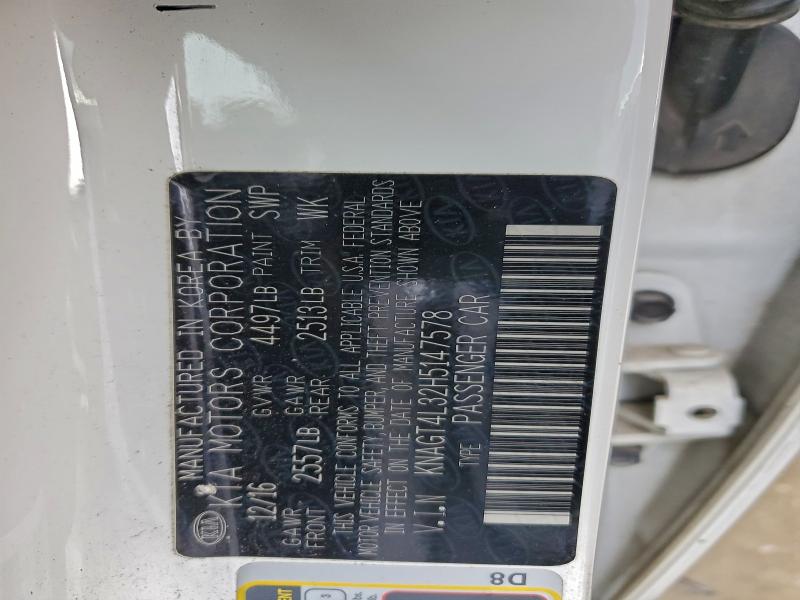 KIA
MANUFACTURED IN KOREA BY
KIA MOTORS CORPORATION
12/16 GVWR 4497LB PAINT SWP
GAWR FRONT 2557LB GAWR REAR 2513LB TRIM WK
THIS VEHICLE CONFORMS TO ALL APPLICABLE U.S.A FEDERAL
MOTOR VEHICLE SAFETY, BUMPER, AND THEFT PREVENTION STANDARDS
IN EFFECT ON THE DATE OF MANUFACTURE SHOWN ABOVE
V.I.N KNAGT4L32H5147578
TYPE PASSENGER CAR
D8